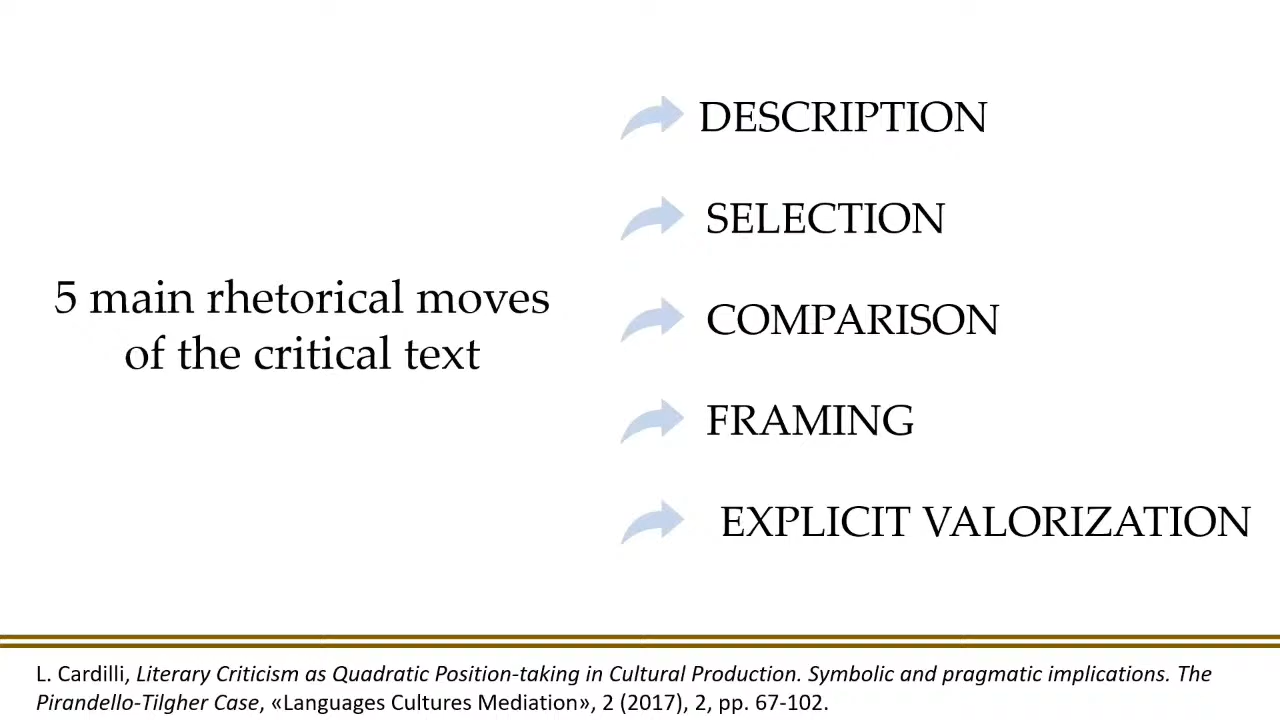 5 main rhetorical moves
of the critical text
DESCRIPTION
SELECTION
COMPARISON
FRAMING
EXPLICIT VALORIZATION
L. Cardilli, Literary Criticism as Quadratic Position-taking in Cultural Production. Symbolic and pragmatic implications. The
Pirandello-Tilgher Case, «Languages Cultures Mediation», 2 (2017), 2, pp. 67-102.